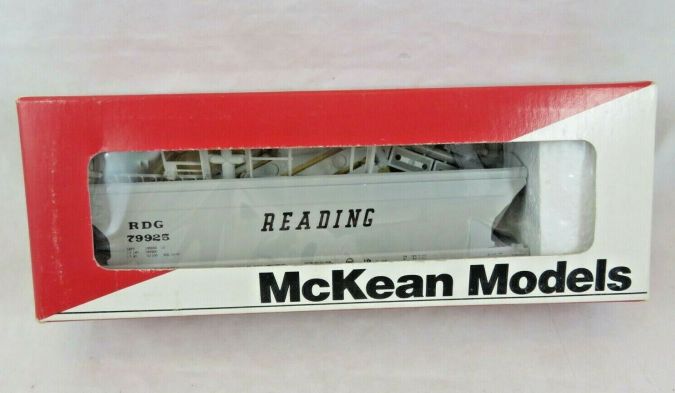 RDG
79925
READING
McKean Models